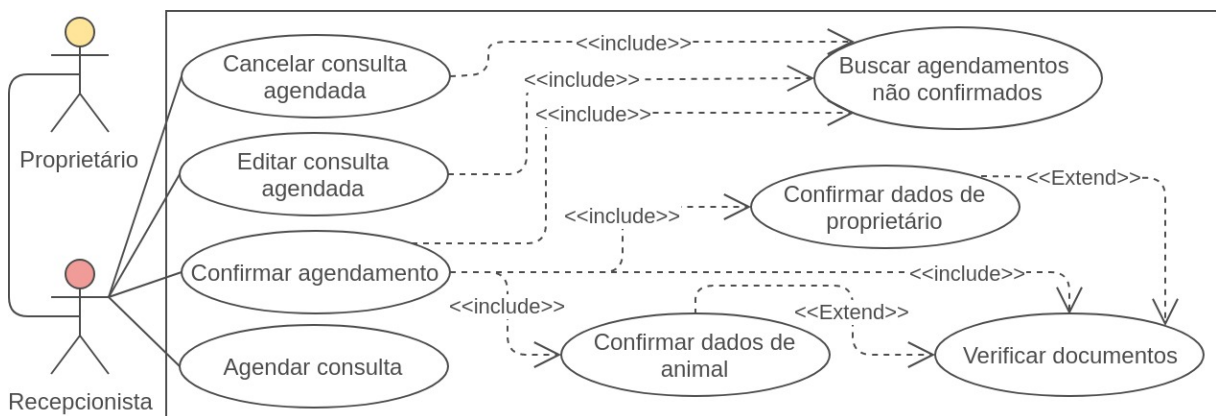 Proprietário
Recepcionista
Cancelar consulta
agendada
Editar consulta
agendada
Confirmar agendamento
Agendar consulta
<<include>>
<<include>>
<<include>>
Buscar agendamentos
não confirmados
<<include>>
Confirmar dados de
proprietário
<<Extend>>
<<include>>
<<include>>
Confirmar dados de
animal
<<Extend>>
Verificar documentos